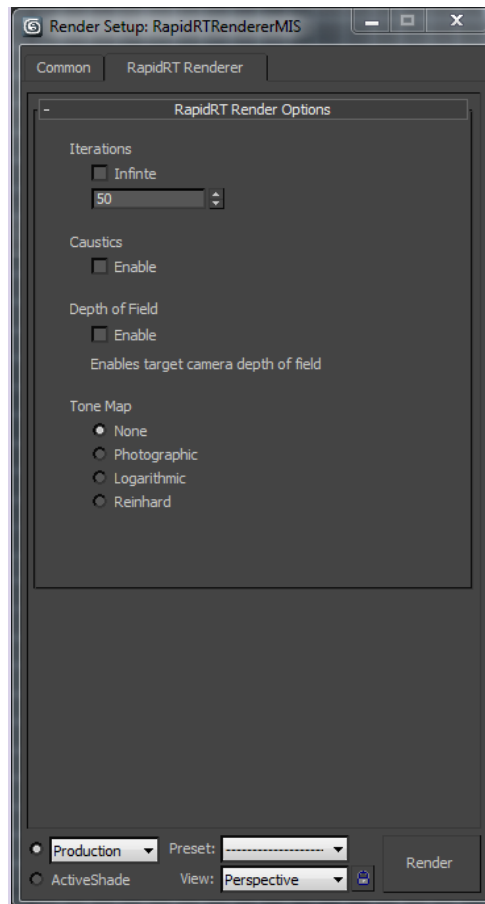 Render Setup: RapidRTRendererMIS
Common RapidRT Renderer
- RapidRT Render Options
Iterations
Infinte
50
Caustics
Enable
Depth of Field
Enable
Enables target camera depth of field
Tone Map
None
Photographic
Logarithmic
Reinhard
Production Preset: -------------------
ActiveShade View: Perspective
Render